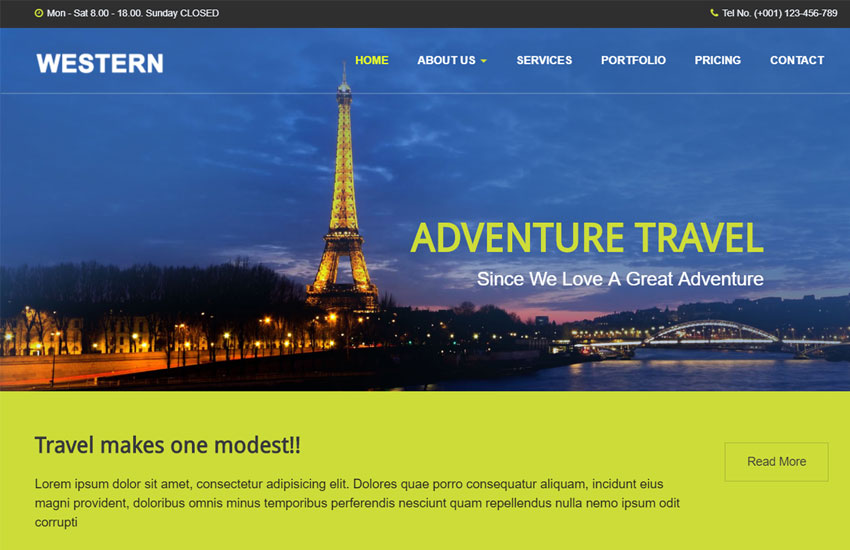 Mon - Sat 8.00 - 18.00. Sunday CLOSED
Tel No. (+001) 123-456-789
WESTERN
HOME ABOUT US SERVICES PORTFOLIO PRICING CONTACT
ADVENTURE TRAVEL
Since We Love A Great Adventure
Travel makes one modest!!
Lorem ipsum dolor sit amet, consectetur adipisicing elit. Dolores quae porro consequatur aliquam, incidunt eius
magni provident, doloribus omnis minus temporibus perferendis nesciunt quam repellendus nulla nemo ipsum odit
corrupti
Read More